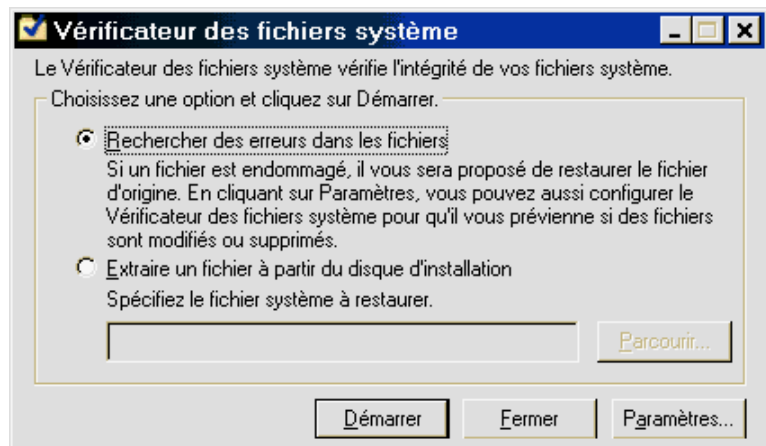 Vérificateur des fichiers système
Le Vérificateur des fichiers système vérifie l'intégrité de vos fichiers système.
Choisissez une option et cliquez sur Démarrer.
Rechercher des erreurs dans les fichiers
Si un fichier est endommagé, il vous sera proposé de restaurer le fichier
d'origine. En cliquant sur Paramètres, vous pouvez aussi configurer le
Vérificateur des fichiers système pour qu'il vous prévienne si des fichiers
sont modifiés ou supprimés.
Extraire un fichier à partir du disque d'installation
Spécifiez le fichier système à restaurer.
Parcourir...
Démarrer Fermer Paramètres...